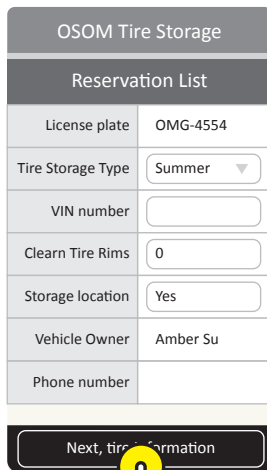 OSOM Tire Storage
Reservation List
License plate OMG-4554
Tire Storage Type Summer
VIN number
Clearn Tire Rims 0
Storage location Yes
Vehicle Owner Amber Su
Phone number
Next, tire formation